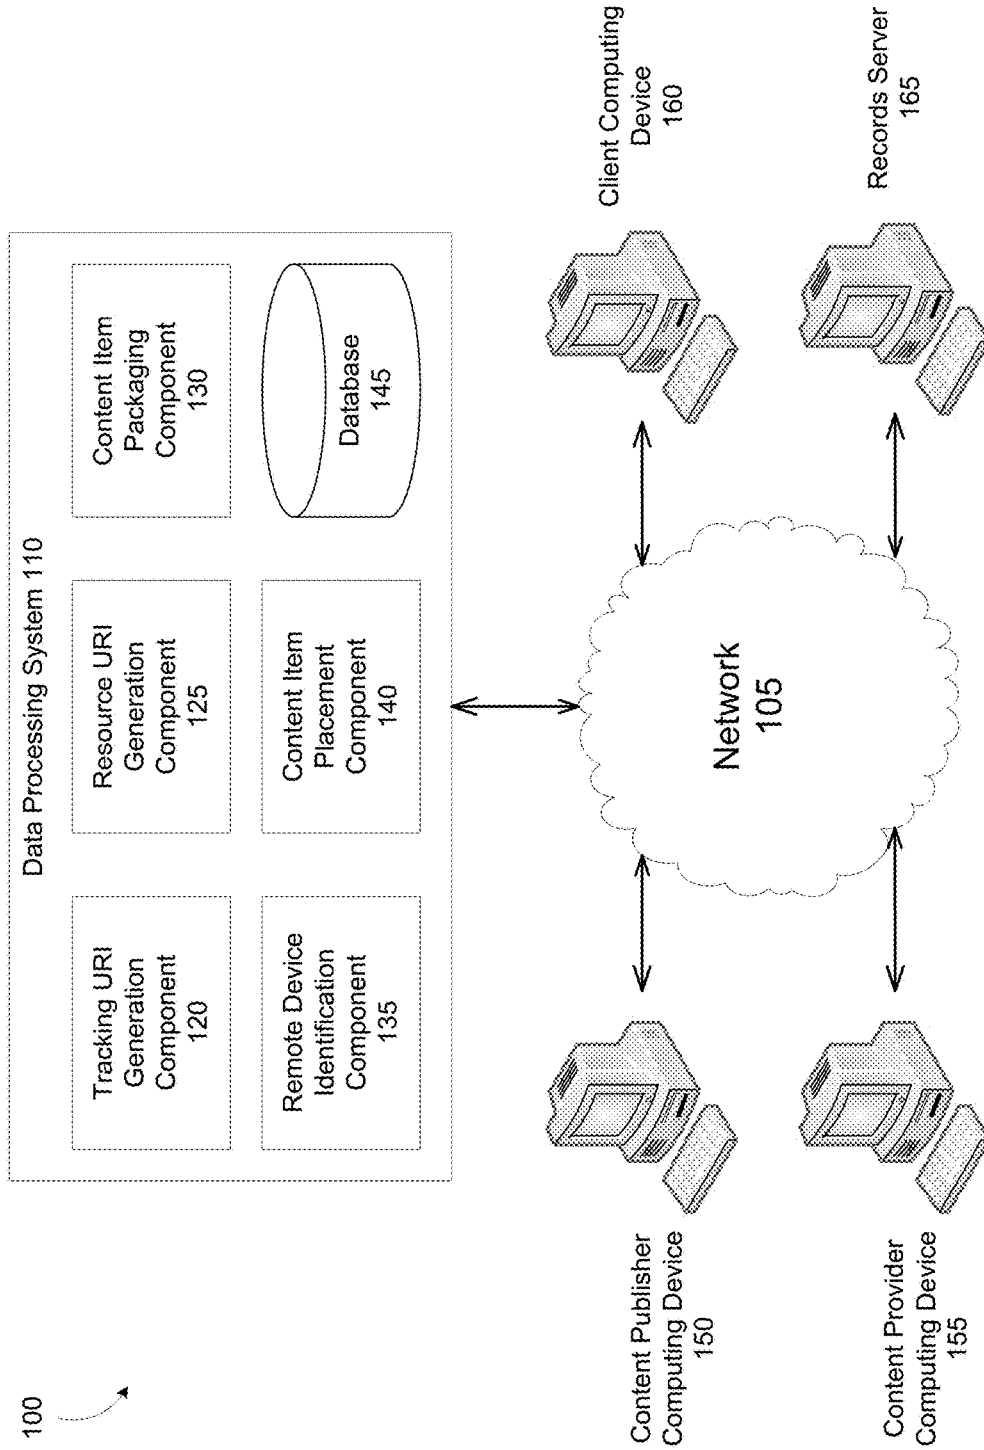 100
Data Processing System 110
Tracking URI
Generation
Component
120
Resource URI
Generation
Component
125
Content Item
Packaging
Component
130
Remote Device
Identification
Component
135
Content Item
Placement
Component
140
Database
145
Content Publisher
Computing Device
150
Network
105
Client Computing
Device
160
Content Provider
Computing Device
155
Records Server
165